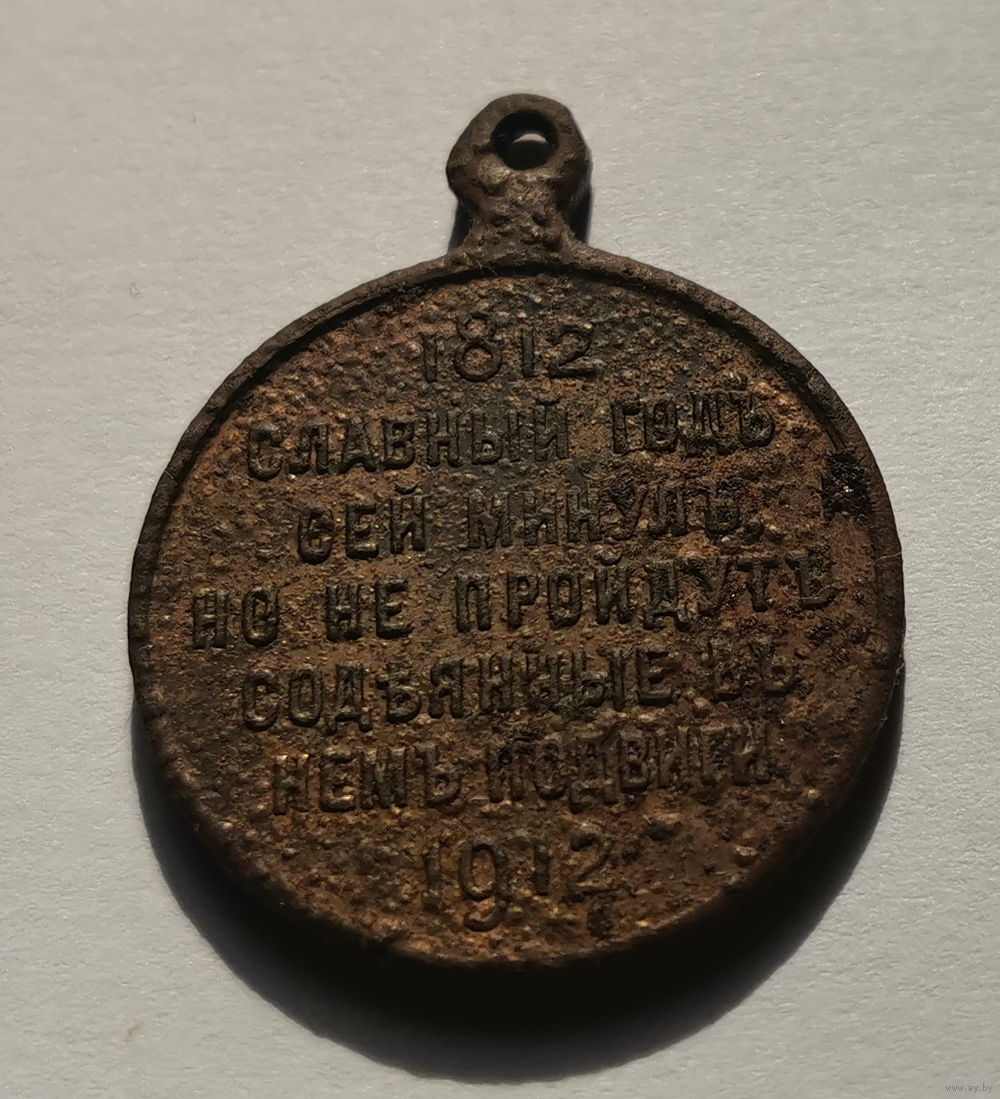 1812
СЛАВНЫЙ ГОДЪ
СЕЙ МИНУЛЪ,
НО НЕ ПРОЙДУТЪ
СОДѢЯННЫЕ ВЪ
НЕМЪ ПОДВИГИ
1912
www.ay.by